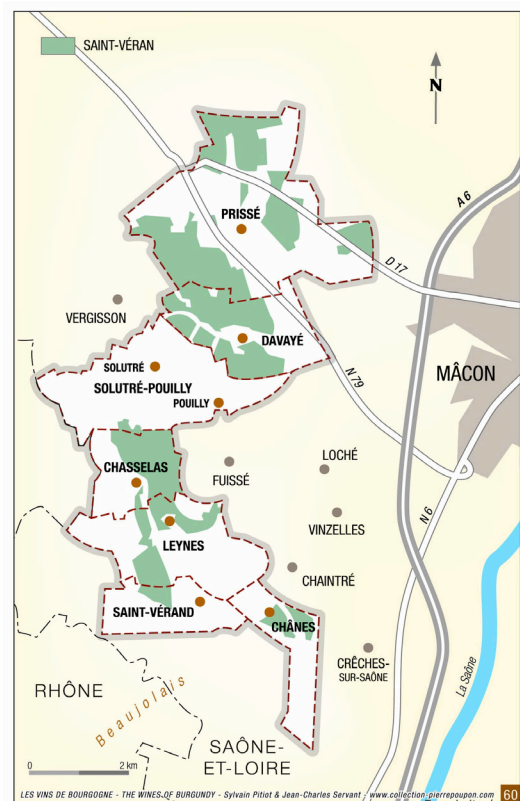 SAINT-VÉRAN
N
A 6
PRISSÉ
D 17
VERGISSON
DAVAYÉ
SOLUTRÉ
SOLUTRÉ-POUILLY
POUILLY
N 79
MÂCON
CHASSELAS
FUISSÉ
LOCHÉ
N 6
LEYNES
VINZELLES
CHAINTRÉ
SAINT-VÉRAND
CHÂNES
CRÊCHES-
SUR-SAÔNE
La Saône
RHÔNE
Beaujolais
SAÔNE-
ET-LOIRE
0 2 km
LES VINS DE BOURGOGNE - THE WINES OF BURGUNDY - Sylvain Pitiot & Jean-Charles Servant - www.collection-pierrepoupon.com 60